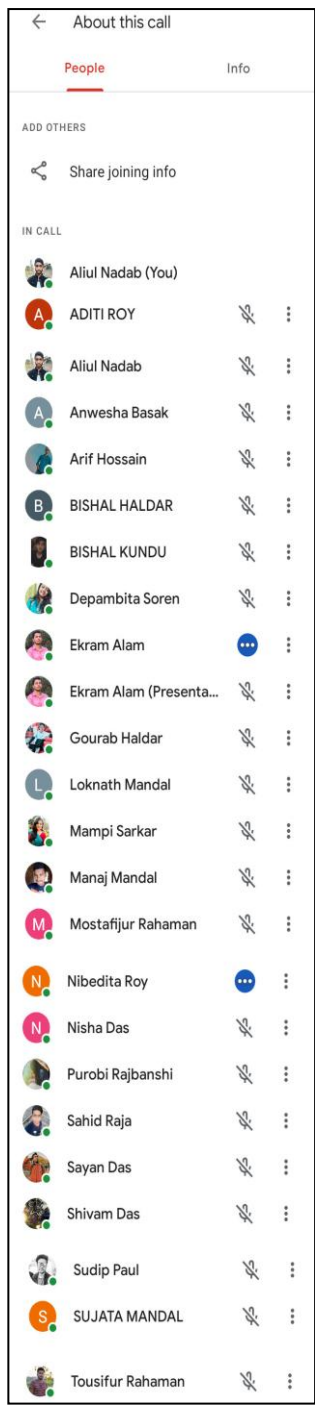 About this call
People Info
ADD OTHERS
Share joining info
IN CALL
Aliul Nadab (You)
A ADITI ROY
Aliul Nadab
A Anwesha Basak
Arif Hossain
B BISHAL HALDAR
BISHAL KUNDU
Depambita Soren
Ekram Alam
Ekram Alam (Presenta...
Gourab Haldar
L Loknath Mandal
Mampi Sarkar
Manaj Mandal
M Mostafijur Rahaman
N Nibedita Roy
N Nisha Das
Purobi Rajbanshi
Sahid Raja
Sayan Das
Shivam Das
Sudip Paul
S SUJATA MANDAL
Tousifur Rahaman